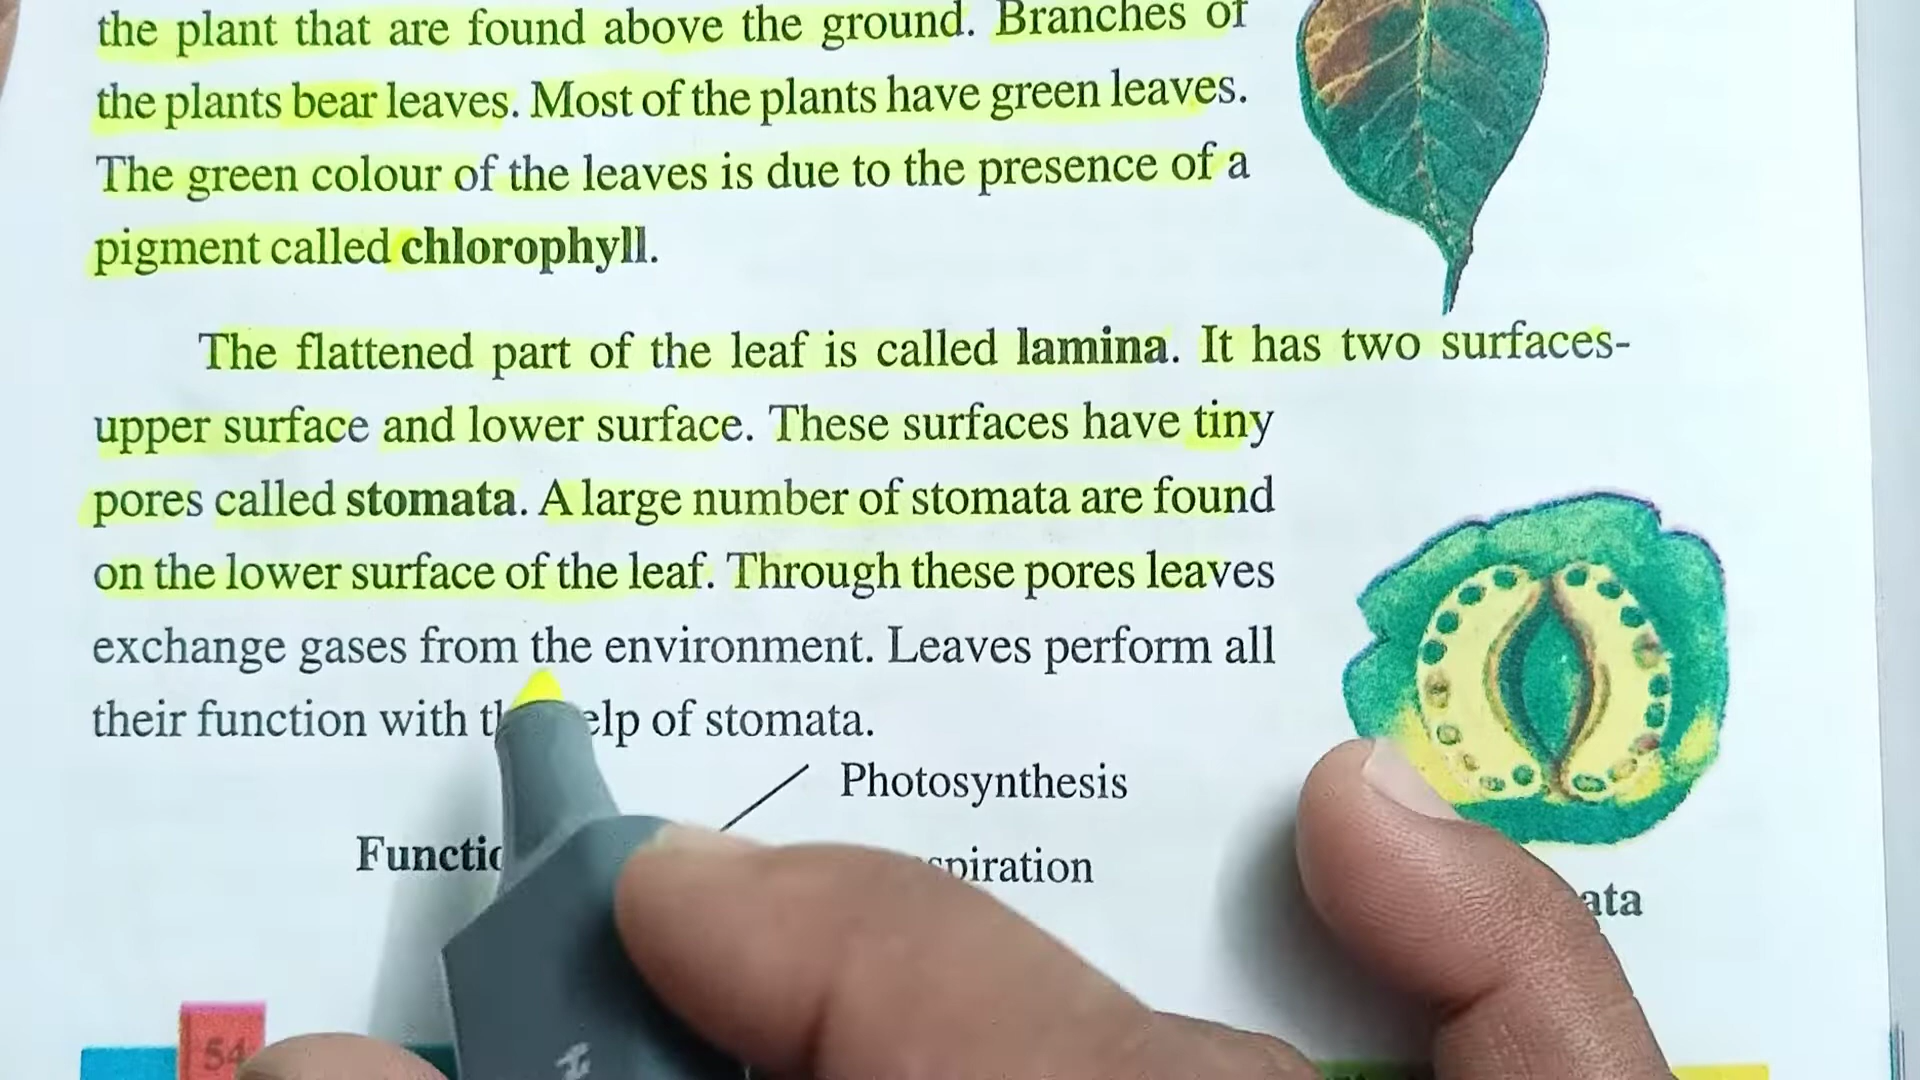 the plant that are found above the ground. Branches of
the plants bear leaves. Most of the plants have green leaves.
The green colour of the leaves is due to the presence of a
pigment called chlorophyll.
The flattened part of the leaf is called lamina. It has two surfaces-
upper surface and lower surface. These surfaces have tiny
pores called stomata. A large number of stomata are found
on the lower surface of the leaf. Through these pores leaves
exchange gases from the environment. Leaves perform all
their function with of stomata.
Photosynthesis
54